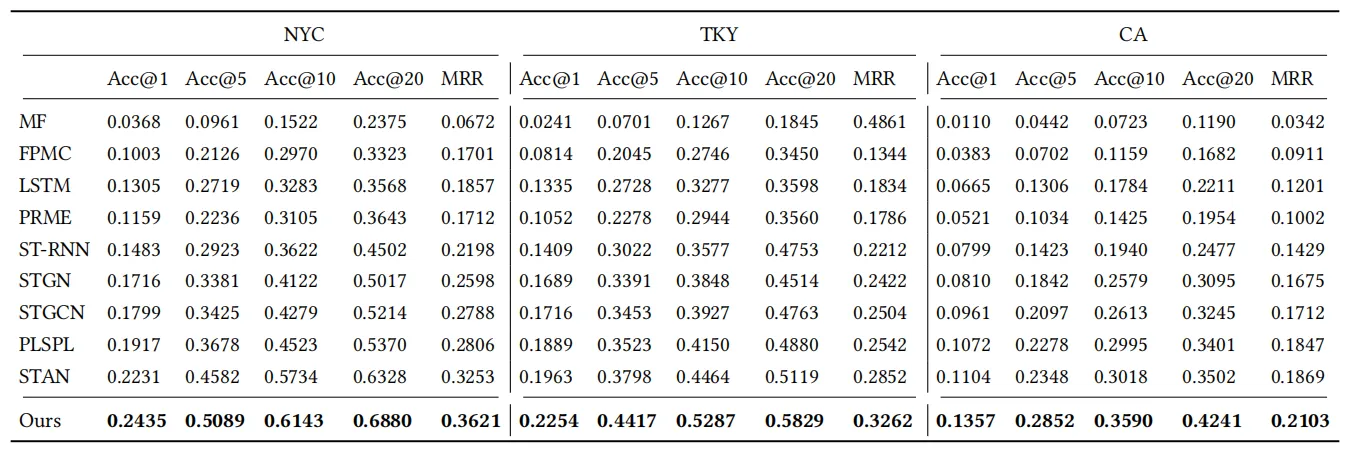 NYC TKY CA
Acc@1 Acc@5 Acc@10 Acc@20 MRR Acc@1 Acc@5 Acc@10 Acc@20 MRR Acc@1 Acc@5 Acc@10 Acc@20 MRR
MF 0.0368 0.0961 0.1522 0.2375 0.0672 0.0241 0.0701 0.1267 0.1845 0.4861 0.0110 0.0442 0.0723 0.1190 0.0342
FPMC 0.1003 0.2126 0.2970 0.3323 0.1701 0.0814 0.2045 0.2746 0.3450 0.1344 0.0383 0.0702 0.1159 0.1682 0.0911
LSTM 0.1305 0.2719 0.3283 0.3568 0.1857 0.1335 0.2728 0.3277 0.3598 0.1834 0.0665 0.1306 0.1784 0.2211 0.1201
PRME 0.1159 0.2236 0.3105 0.3643 0.1712 0.1052 0.2278 0.2944 0.3560 0.1786 0.0521 0.1034 0.1425 0.1954 0.1002
ST-RNN 0.1483 0.2923 0.3622 0.4502 0.2198 0.1409 0.3022 0.3577 0.4753 0.2212 0.0799 0.1423 0.1940 0.2477 0.1429
STGN 0.1716 0.3381 0.4122 0.5017 0.2598 0.1689 0.3391 0.3848 0.4514 0.2422 0.0810 0.1842 0.2579 0.3095 0.1675
STGCN 0.1799 0.3425 0.4279 0.5214 0.2788 0.1716 0.3453 0.3927 0.4763 0.2504 0.0961 0.2097 0.2613 0.3245 0.1712
PLSPL 0.1917 0.3678 0.4523 0.5370 0.2806 0.1889 0.3523 0.4150 0.4880 0.2542 0.1072 0.2278 0.2995 0.3401 0.1847
STAN 0.2231 0.4582 0.5734 0.6328 0.3253 0.1963 0.3798 0.4464 0.5119 0.2852 0.1104 0.2348 0.3018 0.3502 0.1869
Ours 0.2435 0.5089 0.6143 0.6880 0.3621 0.2254 0.4417 0.5287 0.5829 0.3262 0.1357 0.2852 0.3590 0.4241 0.2103